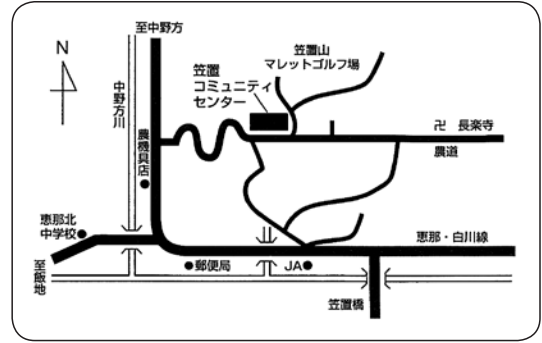 至中野方
N
笠置山
マレットゴルフ場
笠置
コミュニティ
センター
中野方川
農機具店
卍 長楽寺
農道
恵那北
中学校
恵那・白川線
至飯地
郵便局
JA
笠置橋